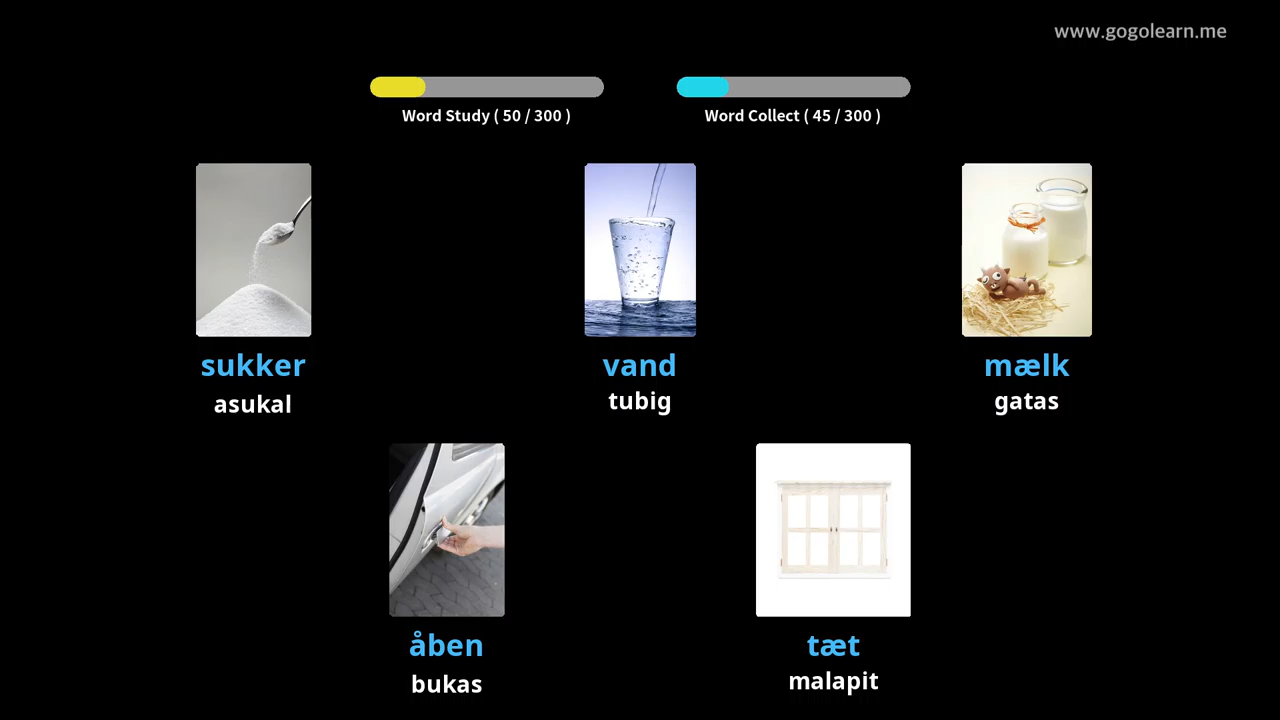 www.gogolearn.me
Word Study ( 50 / 300 )
Word Collect ( 45 / 300 )
sukker
asukal
vand
tubig
mælk
gatas
åben
bukas
tæt
malapit